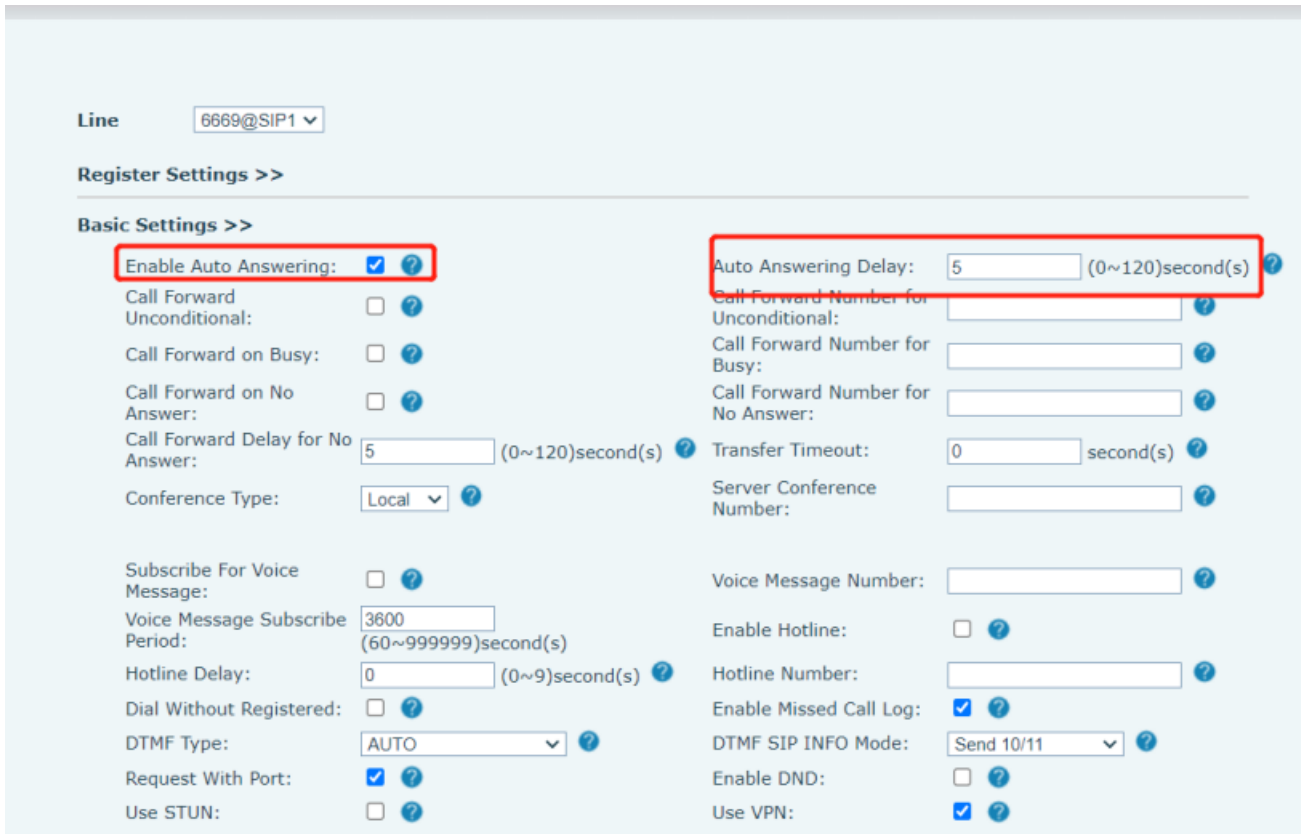 Line 6669@SIP1
Register Settings >>
Basic Settings >>
Enable Auto Answering: ? Auto Answering Delay: 5 (0~120)second(s) ?
Call Forward
Unconditional: ?
Call Forward Number for
Unconditional: ?
Call Forward on Busy: ?
Call Forward Number for
Busy: ?
Call Forward on No
Answer: ?
Call Forward Number for
No Answer: ?
Call Forward Delay for No
Answer: 5 (0~120)second(s) ?
Transfer Timeout: 0 second(s) ?
Conference Type: Local ?
Server Conference
Number: ?
Subscribe For Voice
Message: ?
Voice Message Number: ?
Voice Message Subscribe
Period: 3600
(60~999999)second(s)
Enable Hotline: ?
Hotline Delay: 0 (0~9)second(s) ? Hotline Number: ?
Dial Without Registered: ? Enable Missed Call Log: ?
DTMF Type: AUTO ? DTMF SIP INFO Mode: Send 10/11 ?
Request With Port: ? Enable DND: ?
Use STUN: ? Use VPN: ?